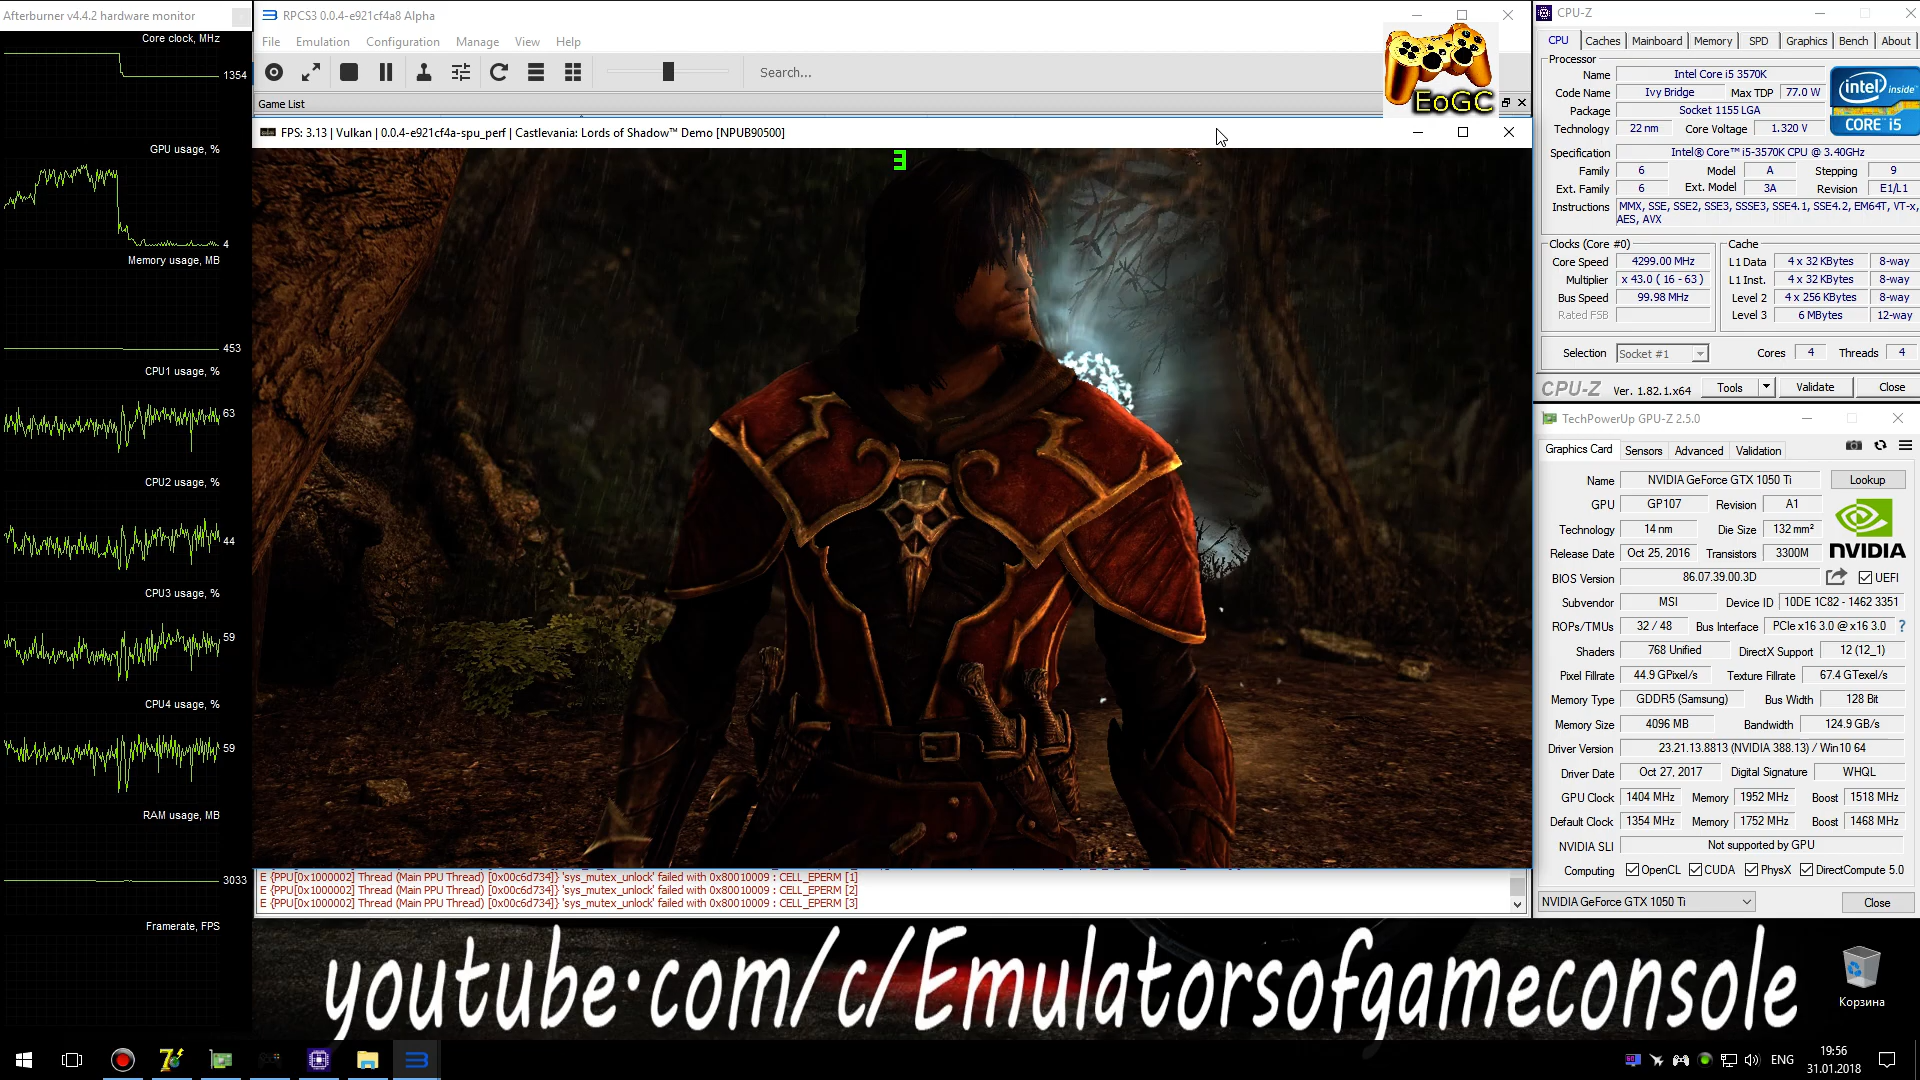 Afterburner v4.4.2 hardware monitor
Core clock, MHz
1354
GPU usage, %
4
Memory usage, MB
453
CPU1 usage, %
63
CPU2 usage, %
44
CPU3 usage, %
59
CPU4 usage, %
59
RAM usage, MB
3033
Framerate, FPS
RPCS3 0.0.4-e921cf4a8 Alpha
File Emulation Configuration Manage View Help
Search...
EoGC
Game List
FPS: 3.13 | Vulkan | 0.0.4-e921cf4a-spu_perf | Castlevania: Lords of Shadow™ Demo [NPUB90500]
3
E {PPU[0x1000002] Thread (Main PPU Thread) [0x00c6d734]} 'sys_mutex_unlock' failed with 0x80010009 : CELL_EPERM [1]
E {PPU[0x1000002] Thread (Main PPU Thread) [0x00c6d734]} 'sys_mutex_unlock' failed with 0x80010009 : CELL_EPERM [2]
E {PPU[0x1000002] Thread (Main PPU Thread) [0x00c6d734]} 'sys_mutex_unlock' failed with 0x80010009 : CELL_EPERM [3]
CPU-Z
CPU Caches Mainboard Memory SPD Graphics Bench About
Processor
Name Intel Core i5 3570K
Code Name Ivy Bridge Max TDP 77.0 W
Package Socket 1155 LGA
Technology 22 nm Core Voltage 1.320 V
intel inside™
CORE i5
Specification Intel® Core™ i5-3570K CPU @ 3.40GHz
Family 6 Model A Stepping 9
Ext. Family 6 Ext. Model 3A Revision E1/L1
Instructions MMX, SSE, SSE2, SSE3, SSSE3, SSE4.1, SSE4.2, EM64T, VT-x,
AES, AVX
Clocks (Core #0)
Core Speed 4299.00 MHz
Multiplier x 43.0 ( 16 - 63 )
Bus Speed 99.98 MHz
Rated FSB
Cache
L1 Data 4 x 32 KBytes 8-way
L1 Inst. 4 x 32 KBytes 8-way
Level 2 4 x 256 KBytes 8-way
Level 3 6 MBytes 12-way
Selection Socket #1 Cores 4 Threads 4
CPU-Z Ver. 1.82.1.x64 Tools Validate Close
TechPowerUp GPU-Z 2.5.0
Graphics Card Sensors Advanced Validation
Name NVIDIA GeForce GTX 1050 Ti Lookup
GPU GP107 Revision A1
Technology 14 nm Die Size 132 mm²
Release Date Oct 25, 2016 Transistors 3300M
NVIDIA
BIOS Version 86.07.39.00.3D UEFI
Subvendor MSI Device ID 10DE 1C82 - 1462 3351
ROPs/TMUs 32 / 48 Bus Interface PCIe x16 3.0 @ x16 3.0 ?
Shaders 768 Unified DirectX Support 12 (12_1)
Pixel Fillrate 44.9 GPixel/s Texture Fillrate 67.4 GTexel/s
Memory Type GDDR5 (Samsung) Bus Width 128 Bit
Memory Size 4096 MB Bandwidth 124.9 GB/s
Driver Version 23.21.13.8813 (NVIDIA 388.13) / Win10 64
Driver Date Oct 27, 2017 Digital Signature WHQL
GPU Clock 1404 MHz Memory 1952 MHz Boost 1518 MHz
Default Clock 1354 MHz Memory 1752 MHz Boost 1468 MHz
NVIDIA SLI Not supported by GPU
Computing OpenCL CUDA PhysX DirectCompute 5.0
NVIDIA GeForce GTX 1050 Ti Close
youtube.com/c/Emulatorsofgameconsole
Корзина
ENG
19:56
31.01.2018